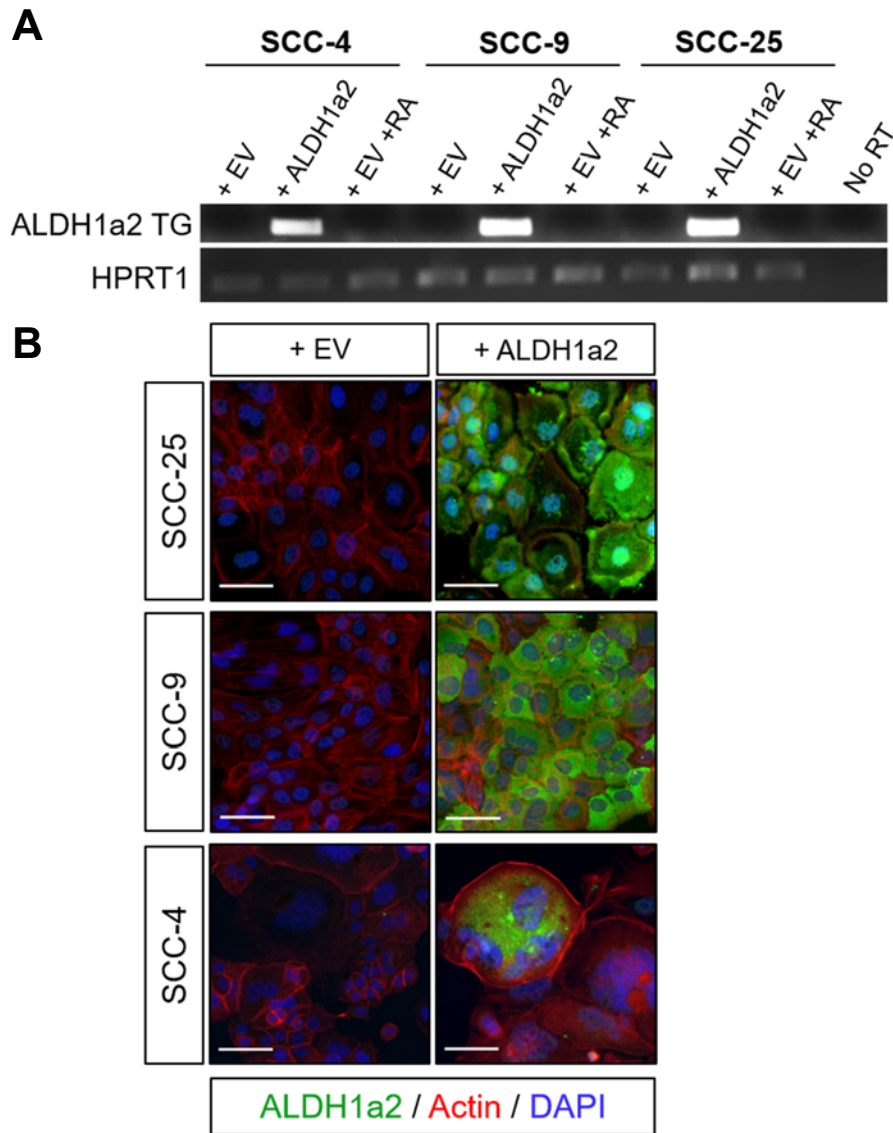 A
SCC-4 SCC-9 SCC-25
+ EV + ALDH1a2 + EV +RA + EV + ALDH1a2 + EV +RA + EV + ALDH1a2 + EV +RA No RT
ALDH1a2 TG
HPRT1
B
+ EV + ALDH1a2
SCC-25
SCC-9
SCC-4
ALDH1a2 / Actin / DAPI